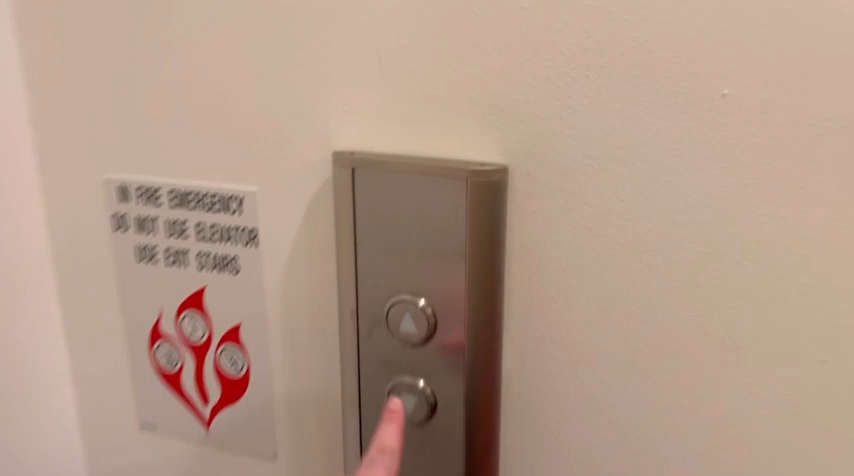 IN FIRE EMERGENCY
DO NOT USE ELEVATOR
USE EXIT STAIRS